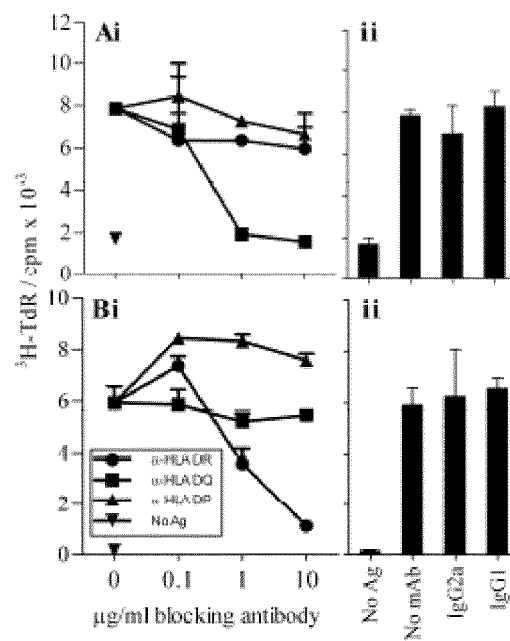 Ai
ii
12
10
8
6
4
2
0
³H-TdR / cpm x 10⁻³
Bi
ii
10
8
6
4
2
0
α-HLA DR
α-HLA DQ
α-HLA DP
No Ag
0
0.1
1
10
µg/ml blocking antibody
No Ag
No mAb
IgG2a
IgG1